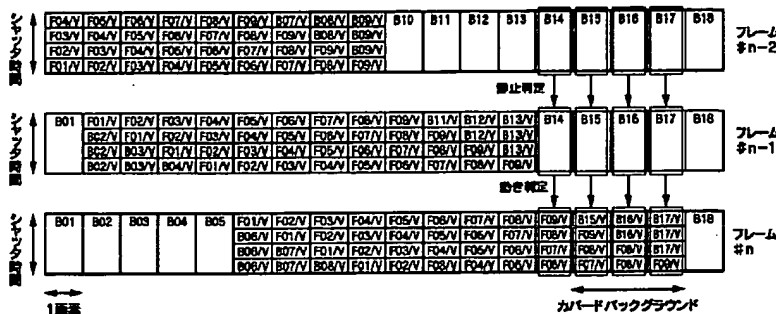 シャッタ時間
F04/V F05/V F06/V F07/V F08/V F09/V B07/V B08/V B09/V B10 B11 B12 B13 B14 B15 B16 B17 B18
F03/V F04/V F05/V F06/V F07/V F08/V F09/V B08/V B09/V
F02/V F03/V F04/V F05/V F06/V F07/V F08/V F09/V B09/V
F01/V F02/V F03/V F04/V F05/V F06/V F07/V F08/V F09/V
フレーム
#n-2
静止判定
シャッタ時間
B01 F01/V F02/V F03/V F04/V F05/V F06/V F07/V F08/V F09/V B11/V B12/V B13/V B14 B15 B16 B17 B18
B02/V F01/V F02/V F03/V F04/V F05/V F06/V F07/V F08/V F09/V B12/V B13/V
B02/V B03/V F01/V F02/V F03/V F04/V F05/V F06/V F07/V F08/V F09/V B13/V
B02/V B03/V B04/V F01/V F02/V F03/V F04/V F05/V F06/V F07/V F08/V F09/V
フレーム
#n-1
動き判定
シャッタ時間
B01 B02 B03 B04 B05 F01/V F02/V F03/V F04/V F05/V F06/V F07/V F08/V F09/V B15/V B16/V B17/V B18
B06/V F01/V F02/V F03/V F04/V F05/V F06/V F07/V F08/V F09/V B16/V B17/V
B06/V B07/V F01/V F02/V F03/V F04/V F05/V F06/V F07/V F08/V F09/V B17/V
B06/V B07/V B08/V F01/V F02/V F03/V F04/V F05/V F06/V F07/V F08/V F09/V
フレーム
#n
1画素
カバードバックグラウンド